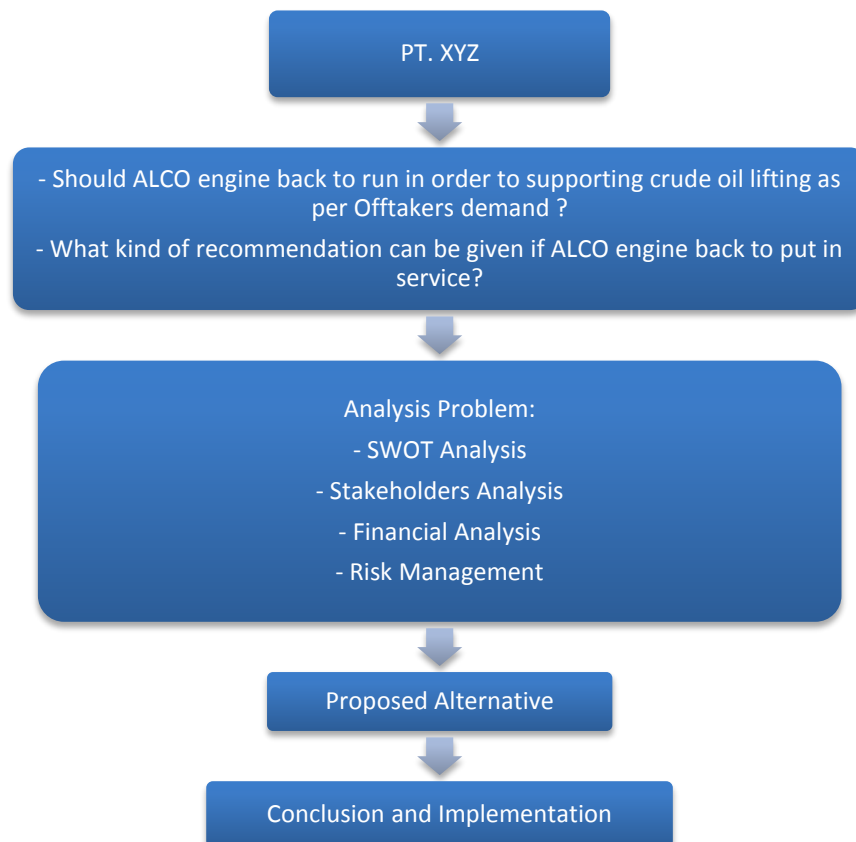 PT. XYZ
- Should ALCO engine back to run in order to supporting crude oil lifting as
per Offtakers demand ?
- What kind of recommendation can be given if ALCO engine back to put in
service?
Analysis Problem:
- SWOT Analysis
- Stakeholders Analysis
- Financial Analysis
- Risk Management
Proposed Alternative
Conclusion and Implementation